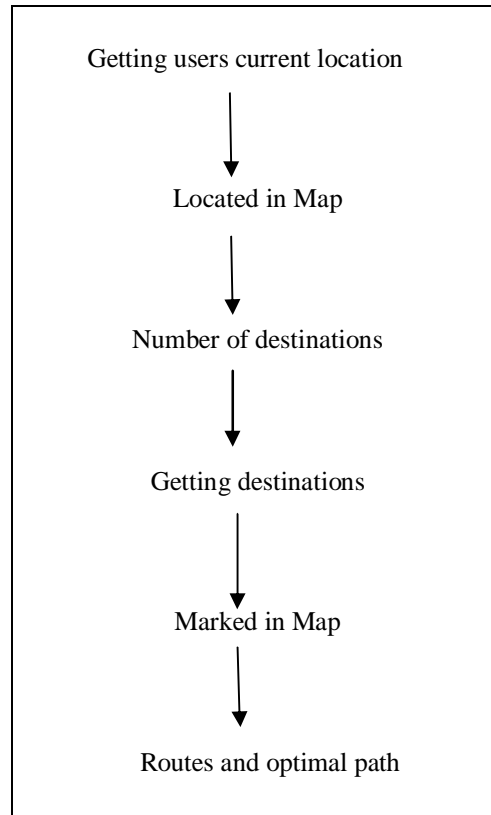 Getting users current location
Located in Map
Number of destinations
Getting destinations
Marked in Map
Routes and optimal path